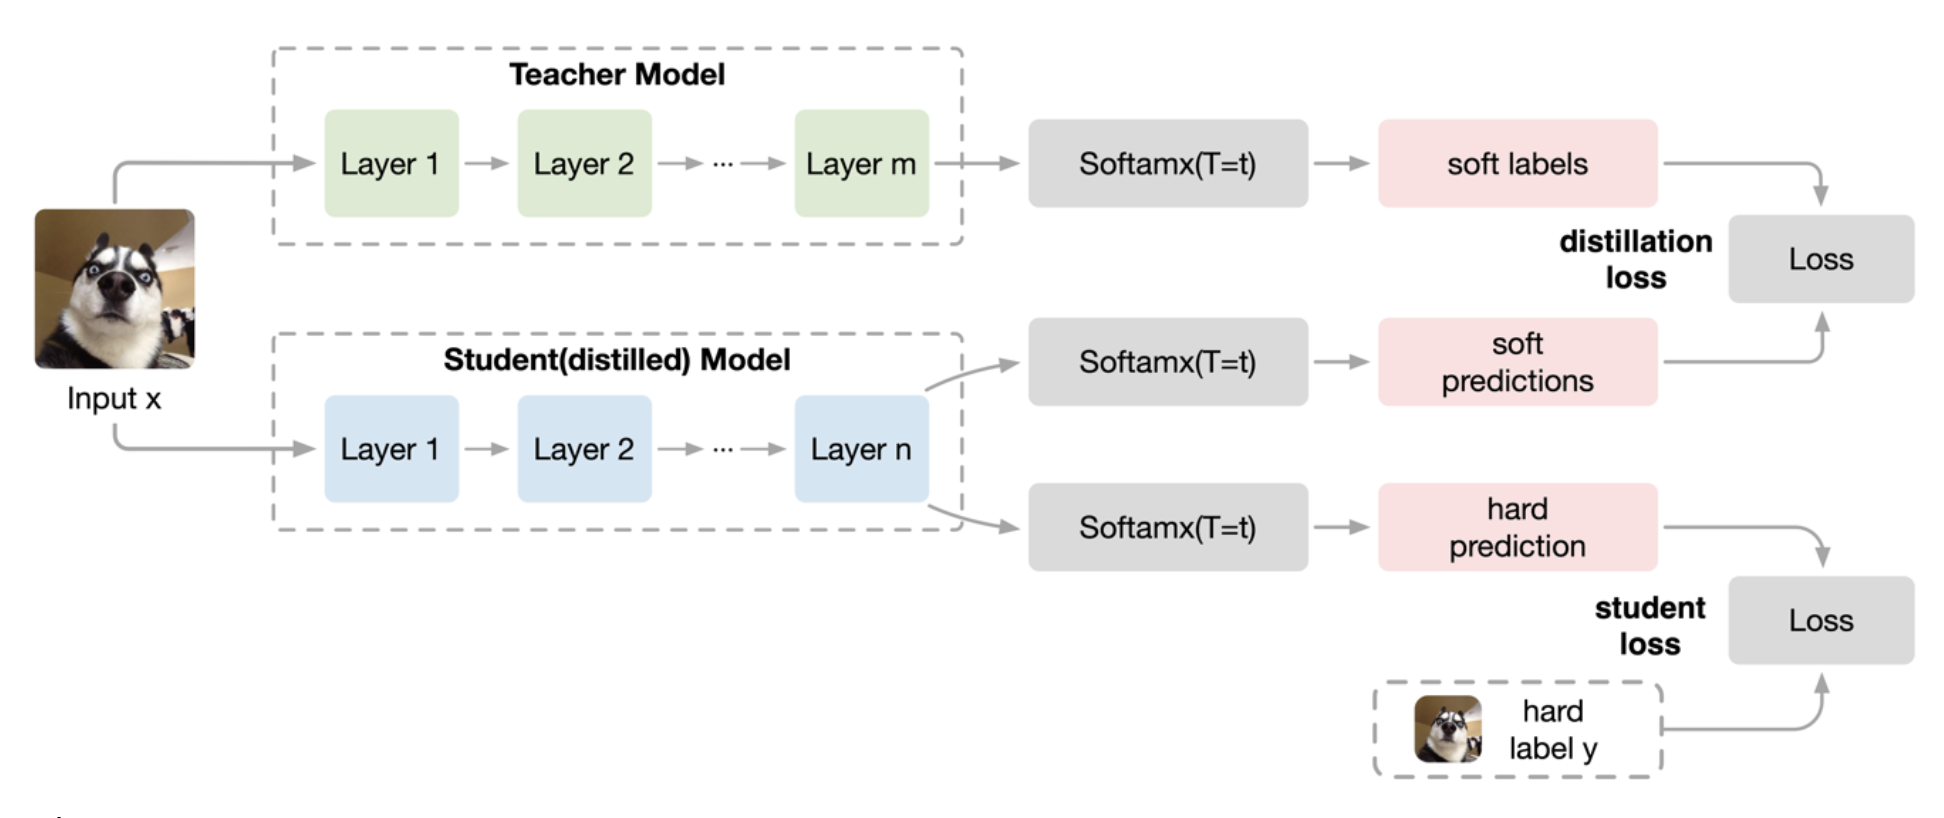 Teacher Model
Layer 1
Layer 2
...
Layer m
Softamx(T=t)
soft labels
distillation
loss
Loss
Input x
Student(distilled) Model
Layer 1
Layer 2
...
Layer n
Softamx(T=t)
soft
predictions
Softamx(T=t)
hard
prediction
student
loss
Loss
hard
label y